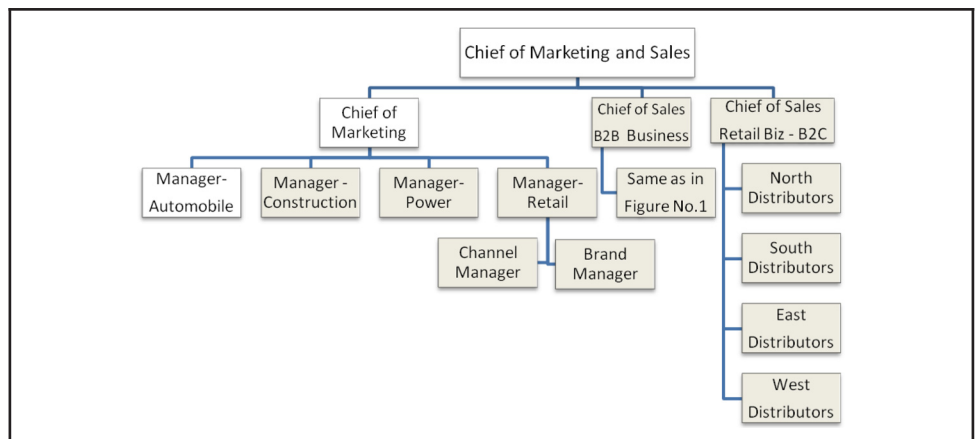 Chief of Marketing and Sales
Chief of
Marketing
Chief of Sales
B2B Business
Chief of Sales
Retail Biz - B2C
Manager-
Automobile
Manager -
Construction
Manager-
Power
Manager-
Retail
Same as in
Figure No.1
North
Distributors
Channel
Manager
Brand
Manager
South
Distributors
East
Distributors
West
Distributors